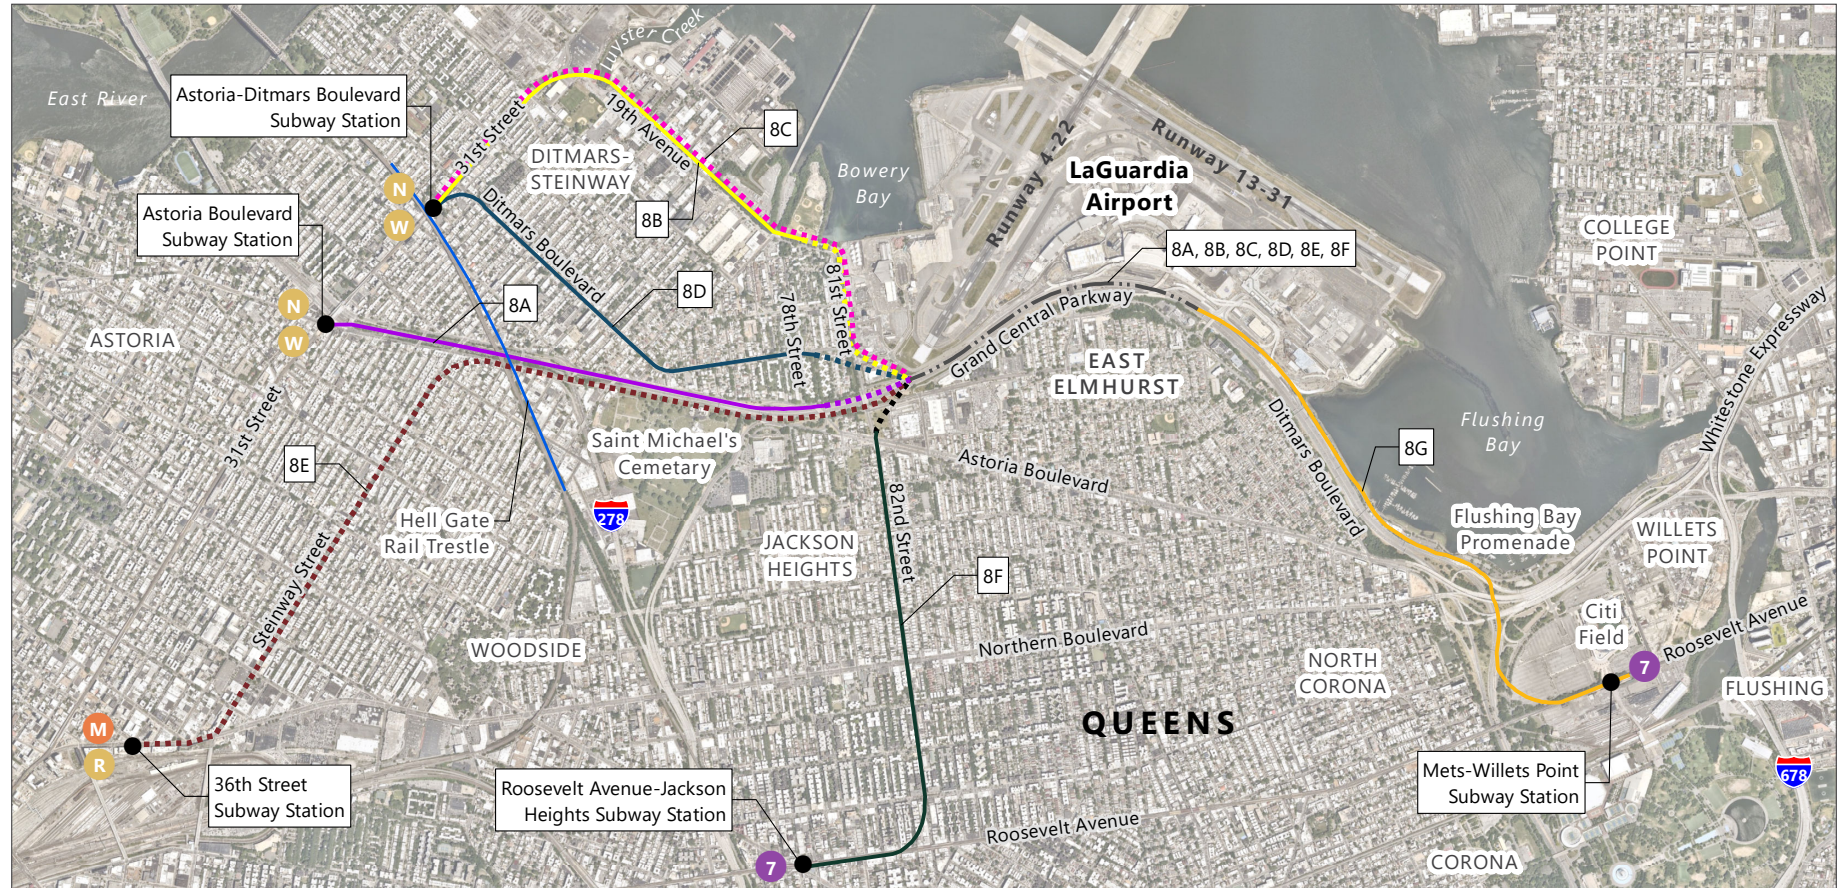 East River
Luyster Creek
Astoria-Ditmars Boulevard
Subway Station
31st Street
19th Avenue
8C
DITMARS-
STEINWAY
8B
Bowery
Bay
Runway 4-22
Runway 13-31
LaGuardia
Airport
N
W
Astoria Boulevard
Subway Station
Ditmars Boulevard
8D
8A
8A, 8B, 8C, 8D, 8E, 8F
COLLEGE
POINT
81st Street
78th Street
N
W
ASTORIA
Grand Central Parkway
EAST
ELMHURST
Whitestone Expressway
31st Street
8E
Saint Michael's
Cemetary
Ditmars Boulevard
8G
Flushing
Bay
Astoria Boulevard
278
Hell Gate
Rail Trestle
82nd Street
JACKSON
HEIGHTS
Flushing Bay
Promenade
WILLETS
POINT
8F
Steinway Street
WOODSIDE
Northern Boulevard
Citi
Field
7
Roosevelt Avenue
NORTH
CORONA
FLUSHING
QUEENS
M
R
36th Street
Subway Station
Roosevelt Avenue-Jackson
Heights Subway Station
7
Roosevelt Avenue
Mets-Willets Point
Subway Station
678
CORONA